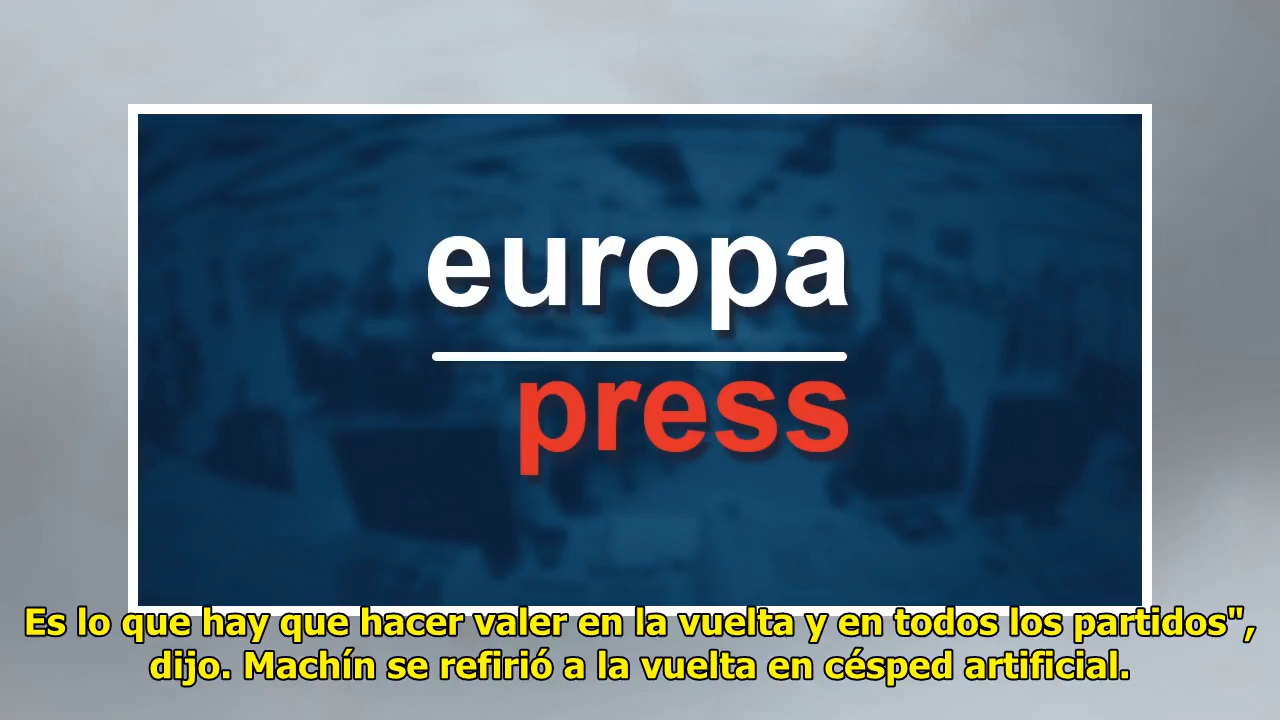 europa
press
Es lo que hay que hacer valer en la vuelta y en todos los partidos",
dijo. Machín se refirió a la vuelta en césped artificial.